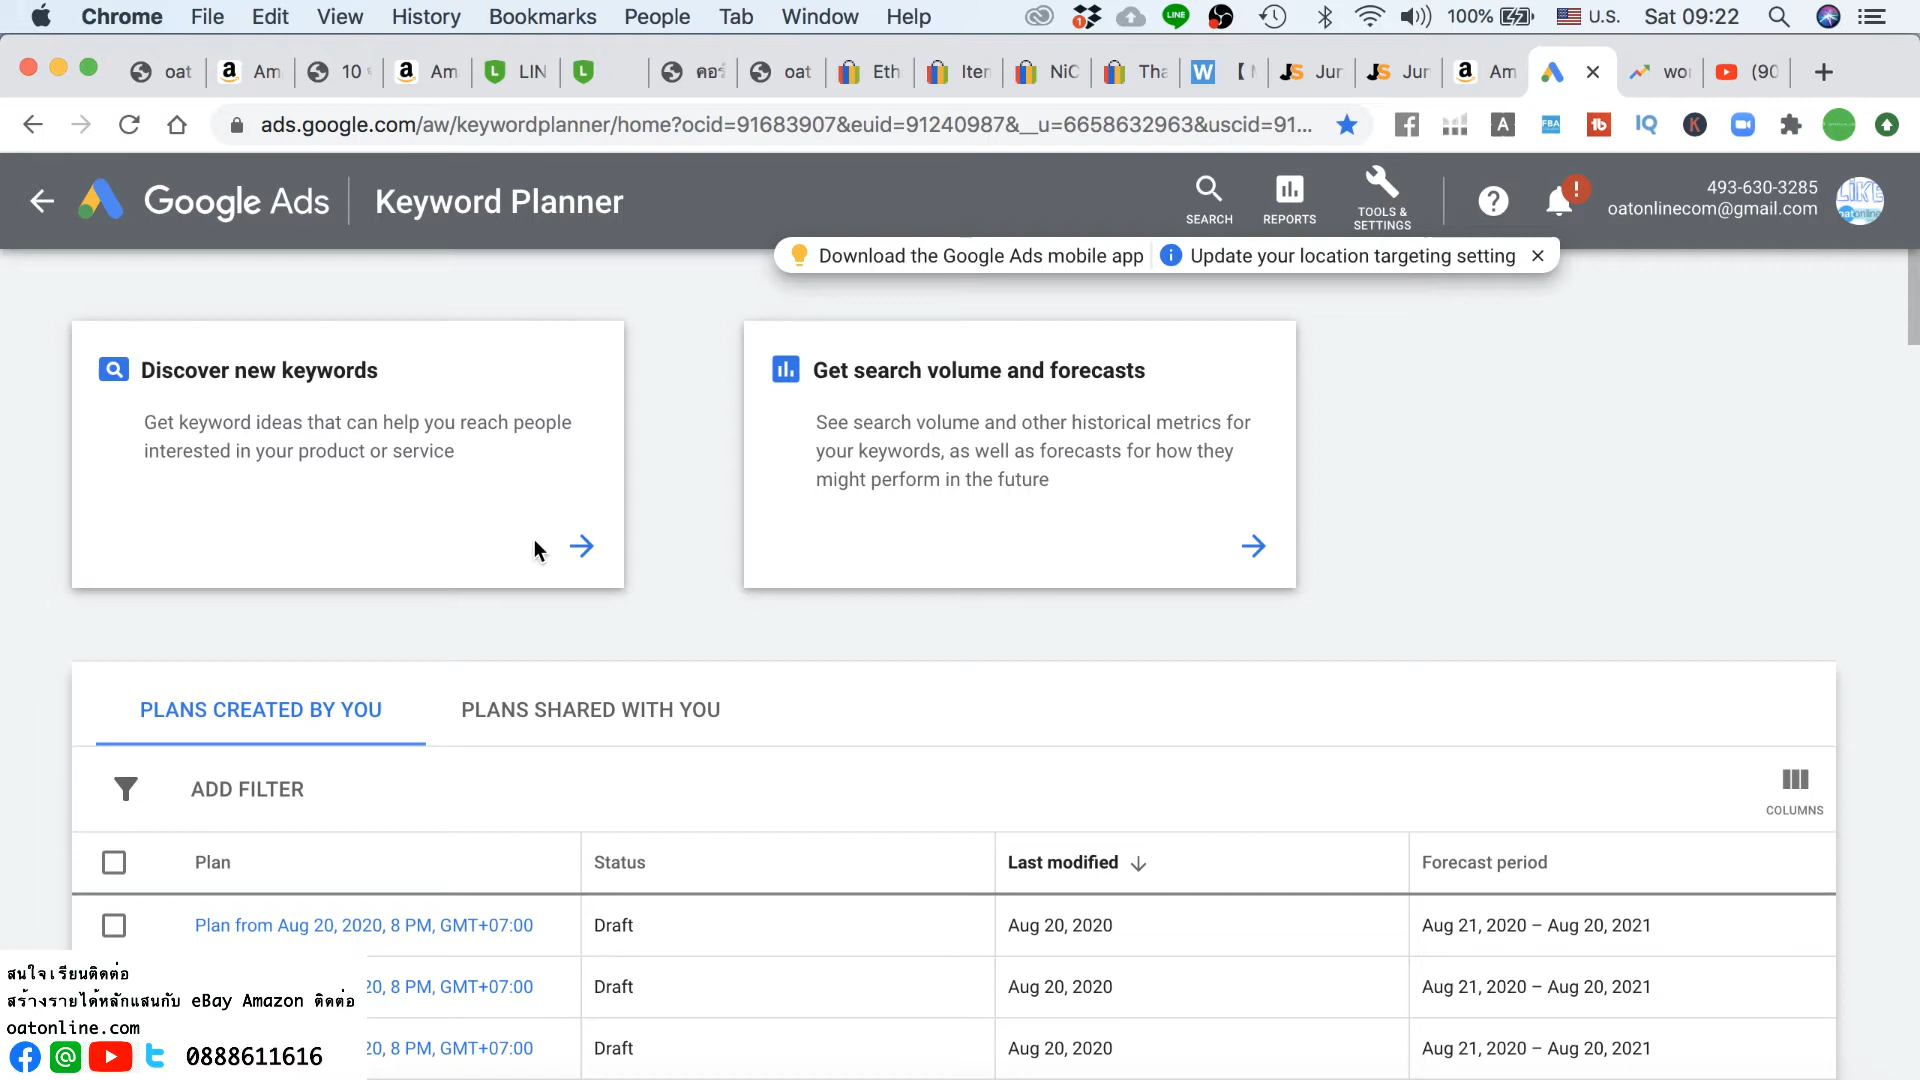 Chrome File Edit View History Bookmarks People Tab Window Help LINE 100% U.S. Sat 09:22
oat Am 10 Am LIN คอร์ oat Eth Iten NiC Tha Jur Jur Am wo (90
ads.google.com/aw/keywordplanner/home?ocid=91683907&euid=91240987&__u=6658632963&uscid=91...
Google Ads Keyword Planner
SEARCH REPORTS TOOLS & SETTINGS
493-630-3285
oatonlinecom@gmail.com
Download the Google Ads mobile app Update your location targeting setting
Discover new keywords
Get keyword ideas that can help you reach people
interested in your product or service
Get search volume and forecasts
See search volume and other historical metrics for
your keywords, as well as forecasts for how they
might perform in the future
PLANS CREATED BY YOU PLANS SHARED WITH YOU
ADD FILTER
COLUMNS
Plan Status Last modified Forecast period
Plan from Aug 20, 2020, 8 PM, GMT+07:00 Draft Aug 20, 2020 Aug 21, 2020 – Aug 20, 2021
20, 8 PM, GMT+07:00 Draft Aug 20, 2020 Aug 21, 2020 – Aug 20, 2021
20, 8 PM, GMT+07:00 Draft Aug 20, 2020 Aug 21, 2020 – Aug 20, 2021
สนใจเรียนติดต่อ
สร้างรายได้หลักแสนกับ eBay Amazon ติดต่อ
oatonline.com
0888611616